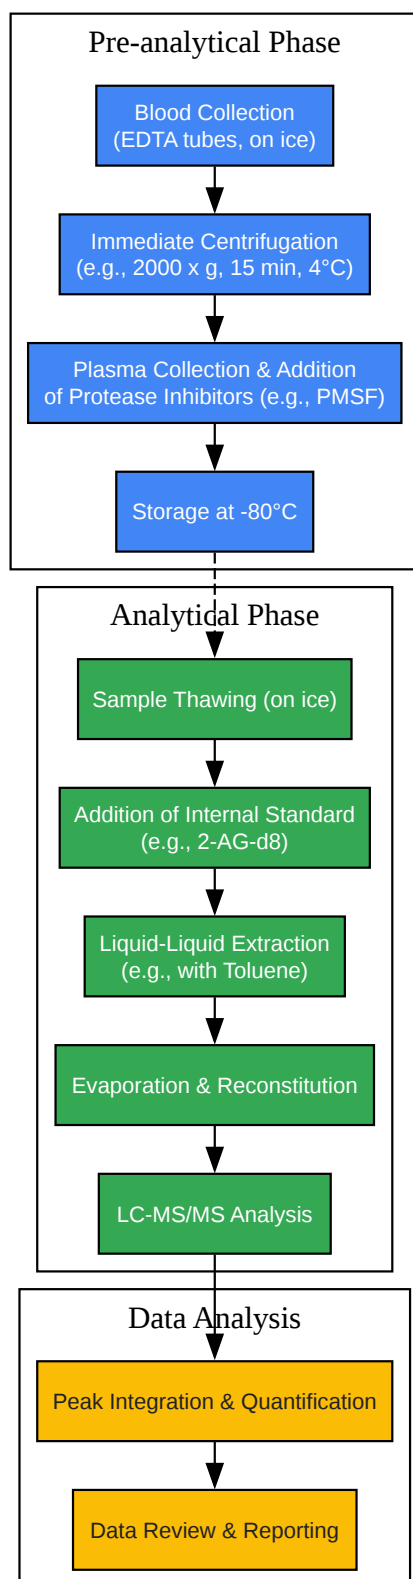 Pre-analytical Phase
Blood Collection
(EDTA tubes, on ice)
Immediate Centrifugation
(e.g., 2000 x g, 15 min, 4°C)
Plasma Collection & Addition
of Protease Inhibitors (e.g., PMSF)
Storage at -80°C
Analytical Phase
Sample Thawing (on ice)
Addition of Internal Standard
(e.g., 2-AG-d8)
Liquid-Liquid Extraction
(e.g., with Toluene)
Evaporation & Reconstitution
LC-MS/MS Analysis
Data Analysis
Peak Integration & Quantification
Data Review & Reporting